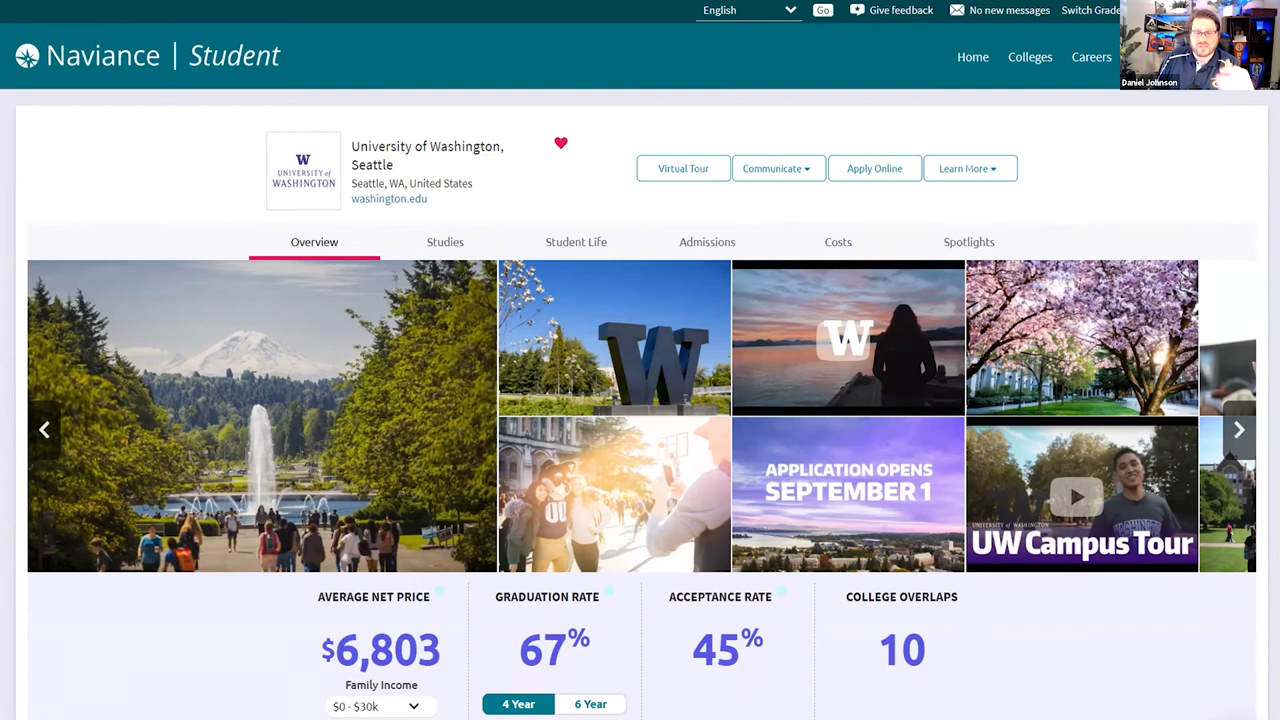 English
Go
Give feedback
No new messages
Switch Grade
Naviance | Student
Home
Colleges
Careers
Daniel Johnson
W
UNIVERSITY of
WASHINGTON
University of Washington,
Seattle
Seattle, WA, United States
washington.edu
Virtual Tour
Communicate
Apply Online
Learn More
Overview
Studies
Student Life
Admissions
Costs
Spotlights
W
W
APPLICATION OPENS
SEPTEMBER 1
UNIVERSITY of WASHINGTON
UW Campus Tour
AVERAGE NET PRICE
$6,803
Family Income
$0 - $30k
GRADUATION RATE
67%
4 Year
6 Year
ACCEPTANCE RATE
45%
COLLEGE OVERLAPS
10